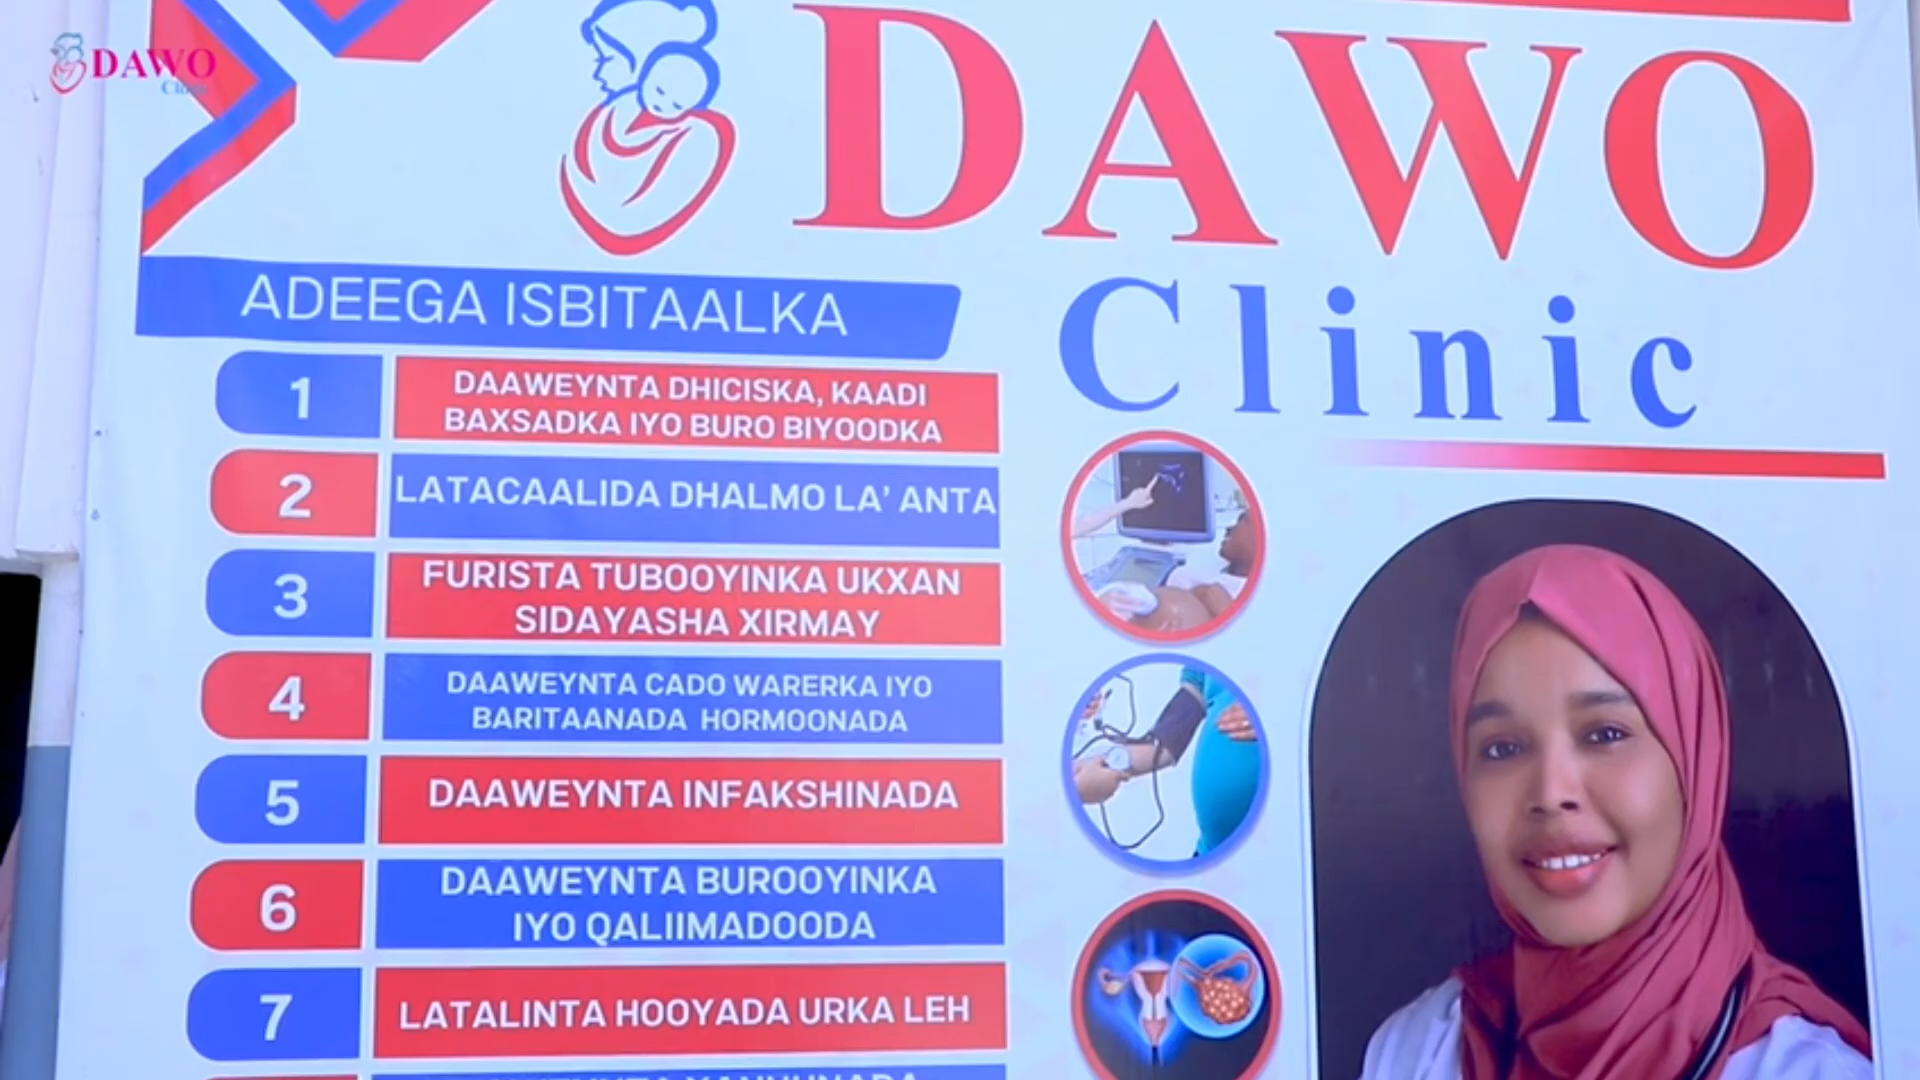 DAWO
Clinic
DAWO
Clinic
ADEEGA ISBITAALKA
1
DAAWEYNTA DHICISKA, KAADI
BAXSADKA IYO BURO BIYOODKA
2
LATACAALIDA DHALMO LA' ANTA
3
FURISTA TUBOOYINKA UKXAN
SIDAYASHA XIRMAY
4
DAAWEYNTA CADO WARERKA IYO
BARITAANADA HORMOONADA
5
DAAWEYNTA INFAKSHINADA
6
DAAWEYNTA BUROOYINKA
IYO QALIIMADOODA
7
LATALINTA HOOYADA URKA LEH